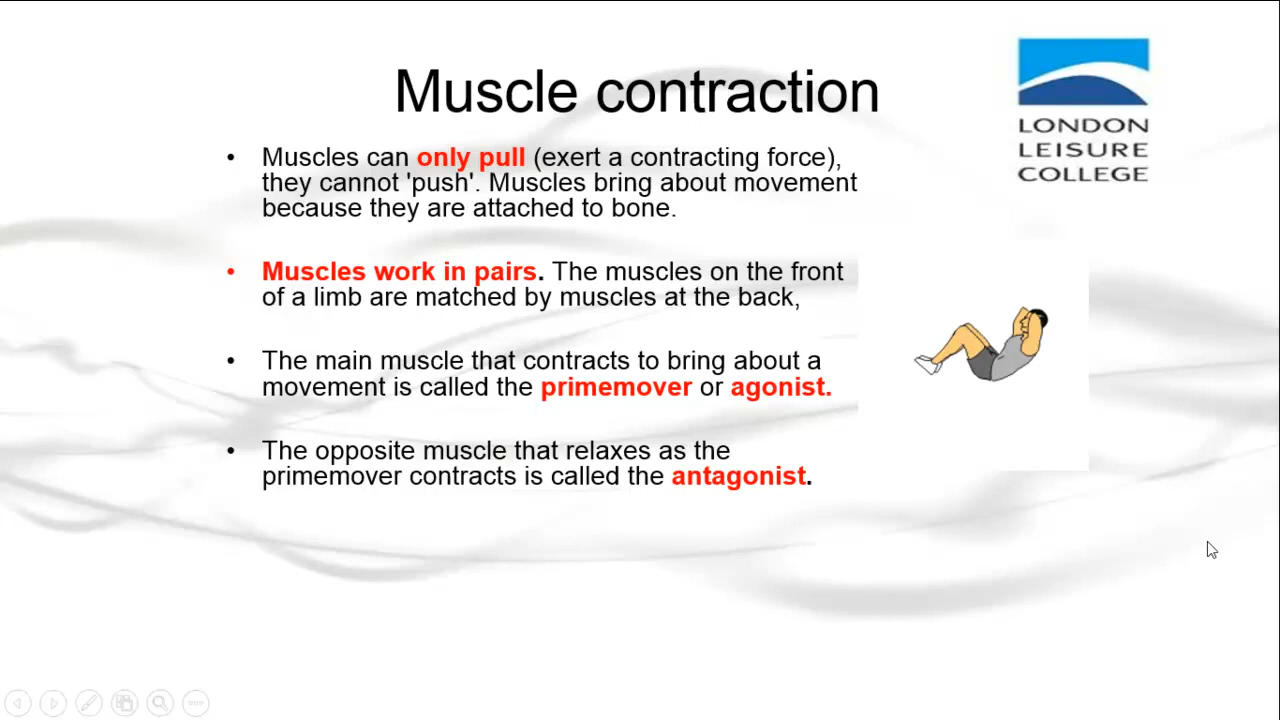 Muscle contraction
LONDON
LEISURE
COLLEGE
• Muscles can only pull (exert a contracting force),
they cannot 'push'. Muscles bring about movement
because they are attached to bone.
• Muscles work in pairs. The muscles on the front
of a limb are matched by muscles at the back,
• The main muscle that contracts to bring about a
movement is called the primemover or agonist.
• The opposite muscle that relaxes as the
primemover contracts is called the antagonist.